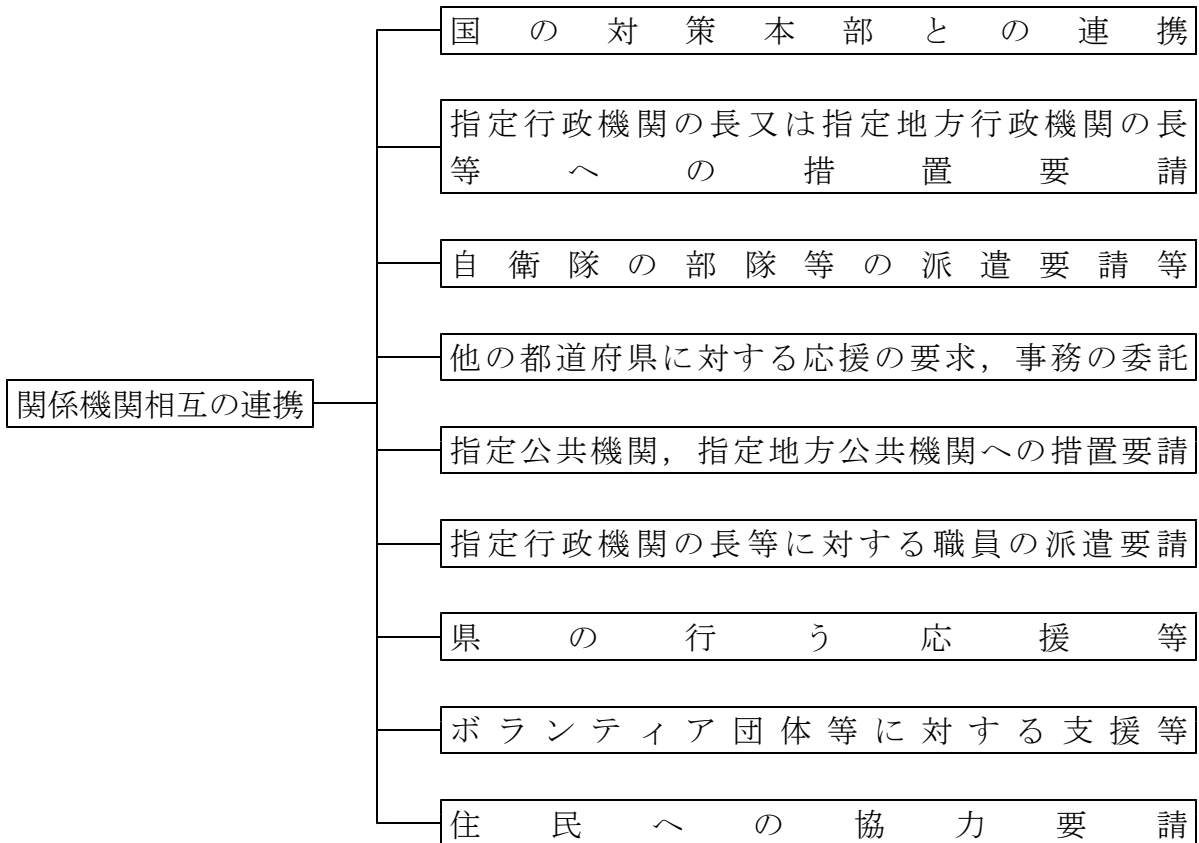 国の対策本部との連携
指定行政機関の長又は指定地方行政機関の長
等への措置要請
自衛隊の部隊等の派遣要請等
他の都道府県に対する応援の要求，事務の委託
関係機関相互の連携
指定公共機関，指定地方公共機関への措置要請
指定行政機関の長等に対する職員の派遣要請
県の行う応援等
ボランティア団体等に対する支援等
住民への協力要請